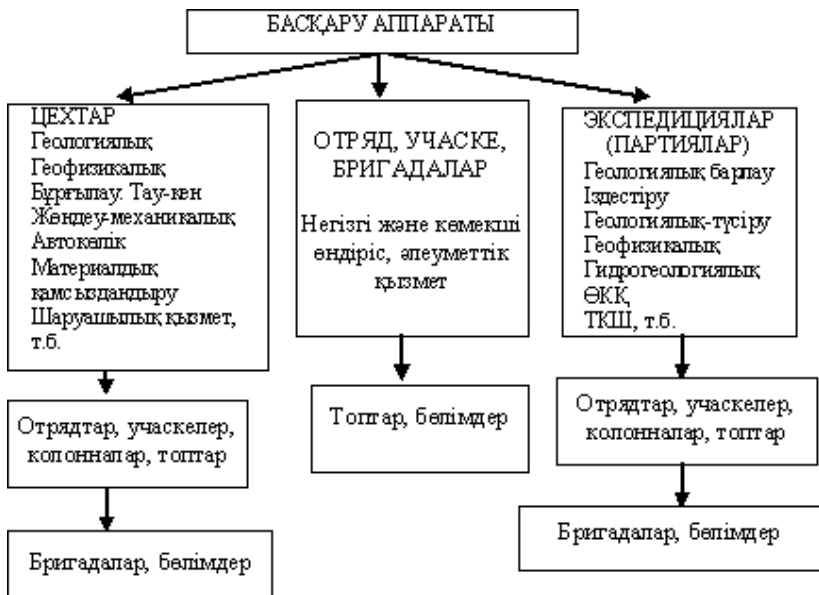 БАСҚАРУ АППАРАТЫ
ЦЕХТАР
Геологиялық
Геофизикалық
Бұрғылау. Тау-кен
Жөндеу-механикалық
Автокөлік
Материалдық
қамсыздандыру
Шаруашылық қызмет,
т.б.
Отрядтар, учаскелер,
колонналар, топтар
Бригадалар, бөлімдер
ОТРЯД, УЧАСКЕ,
БРИГАДАЛАР
Негізгі және көмекші
өндіріс, әлеуметтік
қызмет
Топтар, бөлімдер
ЭКСПЕДИЦИЯЛАР
(ПАРТИЯЛАР)
Геологиялық барлау
Іздестіру
Геологиялық-түсіру
Геофизикалық
Гидрогеологиялық
ӨКҚ
ТКШ, т.б.
Отрядтар, учаскелер,
колонналар, топтар
Бригадалар, бөлімдер